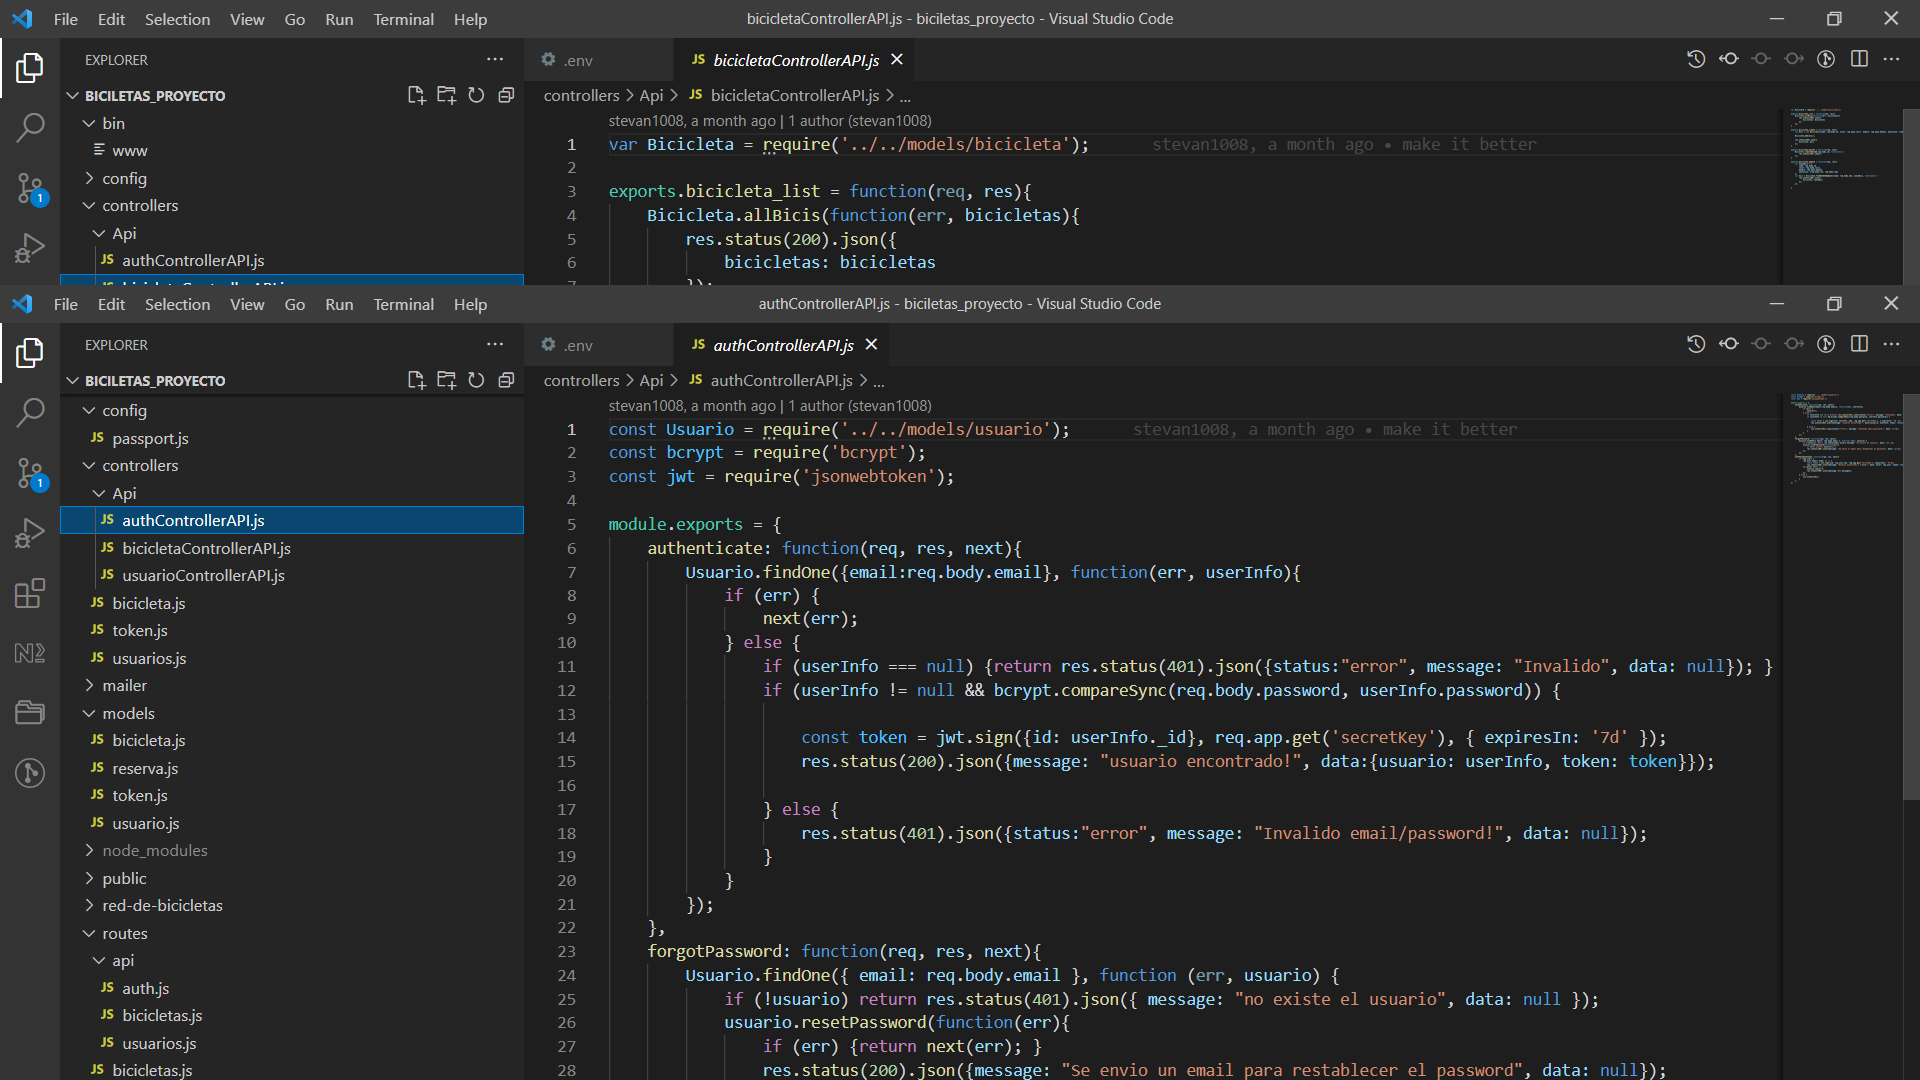 File Edit Selection View Go Run Terminal Help
bicicletaControllerAPI.js - biciletas_proyecto - Visual Studio Code
EXPLORER
.env
JS bicicletaControllerAPI.js
BICILETAS_PROYECTO
controllers > Api > JS bicicletaControllerAPI.js > ...
bin
www
config
controllers
Api
JS authControllerAPI.js
1
stevan1008, a month ago | 1 author (stevan1008)
1 var Bicicleta = require('../../models/bicicleta'); stevan1008, a month ago • make it better
2
3 exports.bicicleta_list = function(req, res){
4 Bicicleta.allBicis(function(err, bicicletas){
5 res.status(200).json({
6 bicicletas: bicicletas
7 });
File Edit Selection View Go Run Terminal Help
authControllerAPI.js - biciletas_proyecto - Visual Studio Code
EXPLORER
.env
JS authControllerAPI.js
BICILETAS_PROYECTO
controllers > Api > JS authControllerAPI.js > ...
config
JS passport.js
controllers
Api
JS authControllerAPI.js
JS bicicletaControllerAPI.js
JS usuarioControllerAPI.js
JS bicicleta.js
JS token.js
JS usuarios.js
mailer
models
JS bicicleta.js
JS reserva.js
JS token.js
JS usuario.js
node_modules
public
red-de-bicicletas
routes
api
JS auth.js
JS bicicletas.js
JS usuarios.js
JS bicicletas.js
1
stevan1008, a month ago | 1 author (stevan1008)
1 const Usuario = require('../../models/usuario'); stevan1008, a month ago • make it better
2 const bcrypt = require('bcrypt');
3 const jwt = require('jsonwebtoken');
4
5 module.exports = {
6 authenticate: function(req, res, next){
7 Usuario.findOne({email:req.body.email}, function(err, userInfo){
8 if (err) {
9 next(err);
10 } else {
11 if (userInfo === null) {return res.status(401).json({status:"error", message: "Invalido", data: null}); }
12 if (userInfo != null && bcrypt.compareSync(req.body.password, userInfo.password)) {
13
14 const token = jwt.sign({id: userInfo._id}, req.app.get('secretKey'), { expiresIn: '7d' });
15 res.status(200).json({message: "usuario encontrado!", data:{usuario: userInfo, token: token}});
16
17 } else {
18 res.status(401).json({status:"error", message: "Invalido email/password!", data: null});
19 }
20 }
21 });
22 },
23 forgotPassword: function(req, res, next){
24 Usuario.findOne({ email: req.body.email }, function (err, usuario) {
25 if (!usuario) return res.status(401).json({ message: "no existe el usuario", data: null });
26 usuario.resetPassword(function(err){
27 if (err) {return next(err); }
28 res.status(200).json({message: "Se envio un email para restablecer el password", data: null});